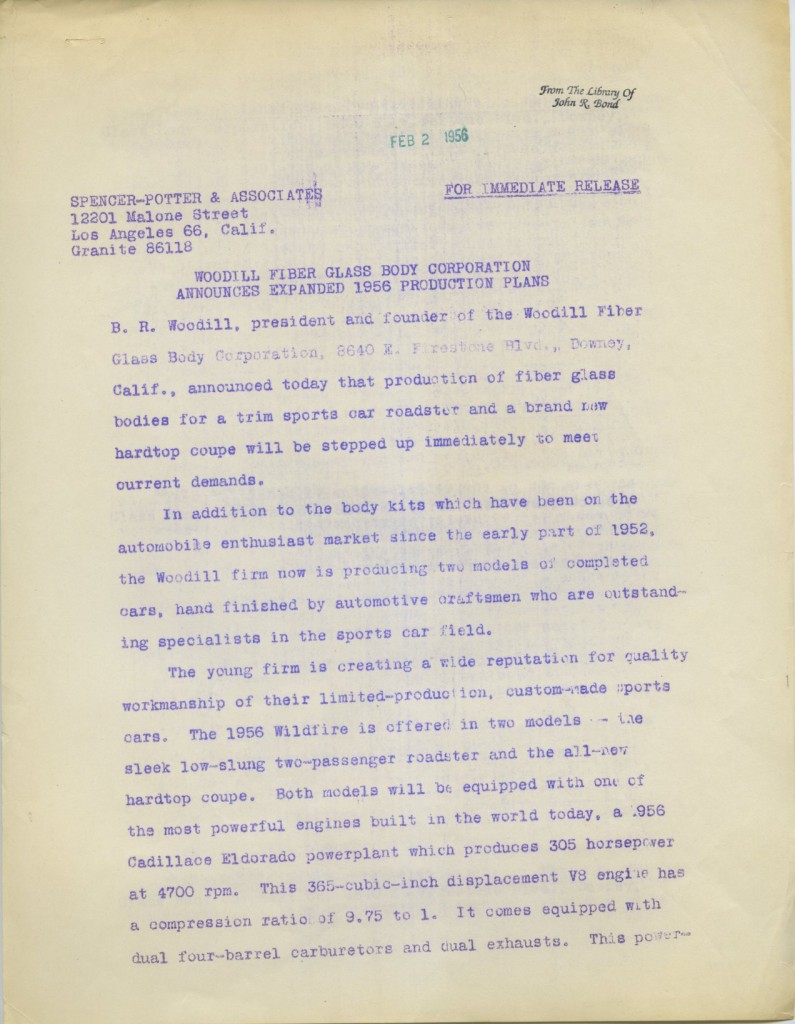 From The Library Of
John R. Bond
FEB 2 1956
SPENCER-POTTER & ASSOCIATES
FOR IMMEDIATE RELEASE
12201 Malone Street
Los Angeles 66, Calif.
Granite 86118
WOODILL FIBER GLASS BODY CORPORATION
ANNOUNCES EXPANDED 1956 PRODUCTION PLANS
B. R. Woodill, president and founder of the Woodill Fiber
Glass Body Corporation, 8640 E. Firestone Blvd., Downey,
Calif., announced today that production of fiber glass
bodies for a trim sports car roadster and a brand new
hardtop coupe will be stepped up immediately to meet
current demands.
In addition to the body kits which have been on the
automobile enthusiast market since the early part of 1952,
the Woodill firm now is producing two models of completed
cars, hand finished by automotive craftsmen who are outstand-
ing specialists in the sports car field.
The young firm is creating a wide reputation for quality
workmanship of their limited-production, custom-made sports
cars. The 1956 Wildfire is offered in two models -- the
sleek low-slung two-passenger roadster and the all-new
hardtop coupe. Both models will be equipped with one of
the most powerful engines built in the world today, a 1956
Cadillace Eldorado powerplant which produces 305 horsepower
at 4700 rpm. This 365-cubic-inch displacement V8 engine has
a compression ratio of 9.75 to 1. It comes equipped with
dual four-barrel carburetors and dual exhausts. This power-